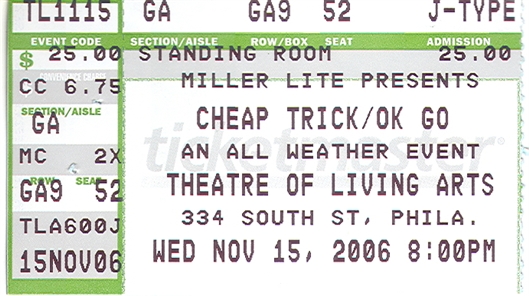 TL1115 GA GA9 52 J-TYPE
EVENT CODE SECTION/AISLE ROW/BOX SEAT ADMISSION
$ 25.00 STANDING ROOM 25.00
CONVENIENCE CHARGE
CC 6.75 MILLER LITE PRESENTS
SECTION/AISLE
GA CHEAP TRICK/OK GO
ticketmaster
MC 2X AN ALL WEATHER EVENT
ROW SEAT
GA9 52 THEATRE OF LIVING ARTS
TLA600J 334 SOUTH ST, PHILA.
15NOV06 WED NOV 15, 2006 8:00PM